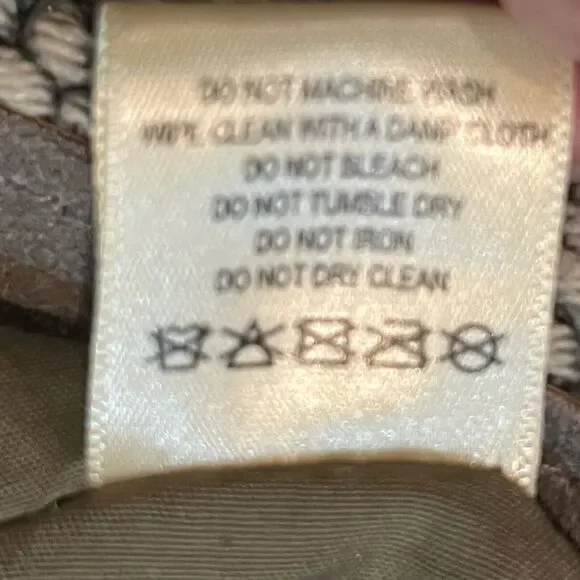 DO NOT MACHINE WASH
WIPE CLEAN WITH A DAMP CLOTH
DO NOT BLEACH
DO NOT TUMBLE DRY
DO NOT IRON
DO NOT DRY CLEAN